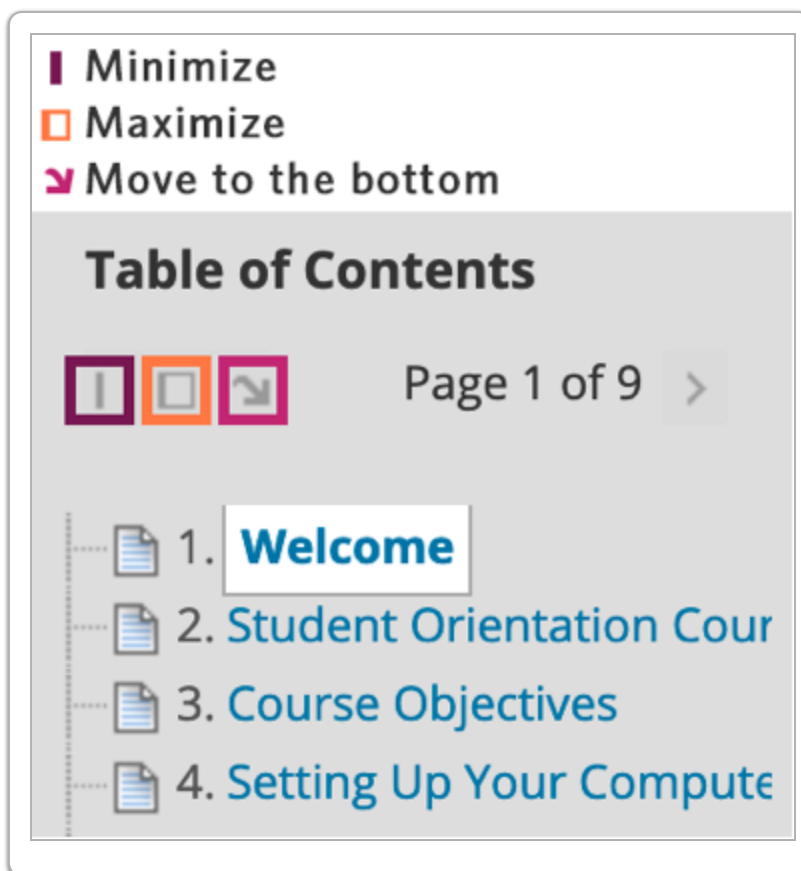 Minimize
Maximize
Move to the bottom
Table of Contents
Page 1 of 9
1. Welcome
2. Student Orientation Cour
3. Course Objectives
4. Setting Up Your Compute